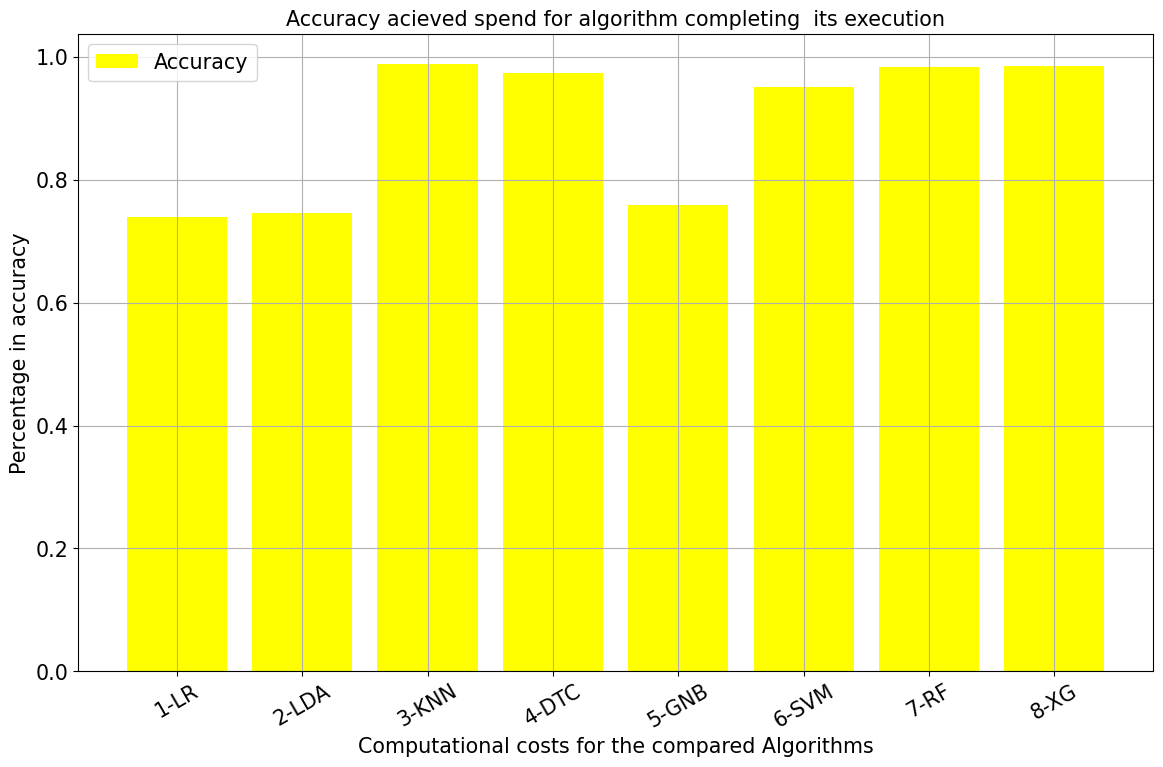 Accuracy acieved spend for algorithm completing  its execution
Accuracy
Percentage in accuracy
1.0
0.8
0.6
0.4
0.2
0.0
1-LR
2-LDA
3-KNN
4-DTC
5-GNB
6-SVM
7-RF
8-XG
Computational costs for the compared Algorithms